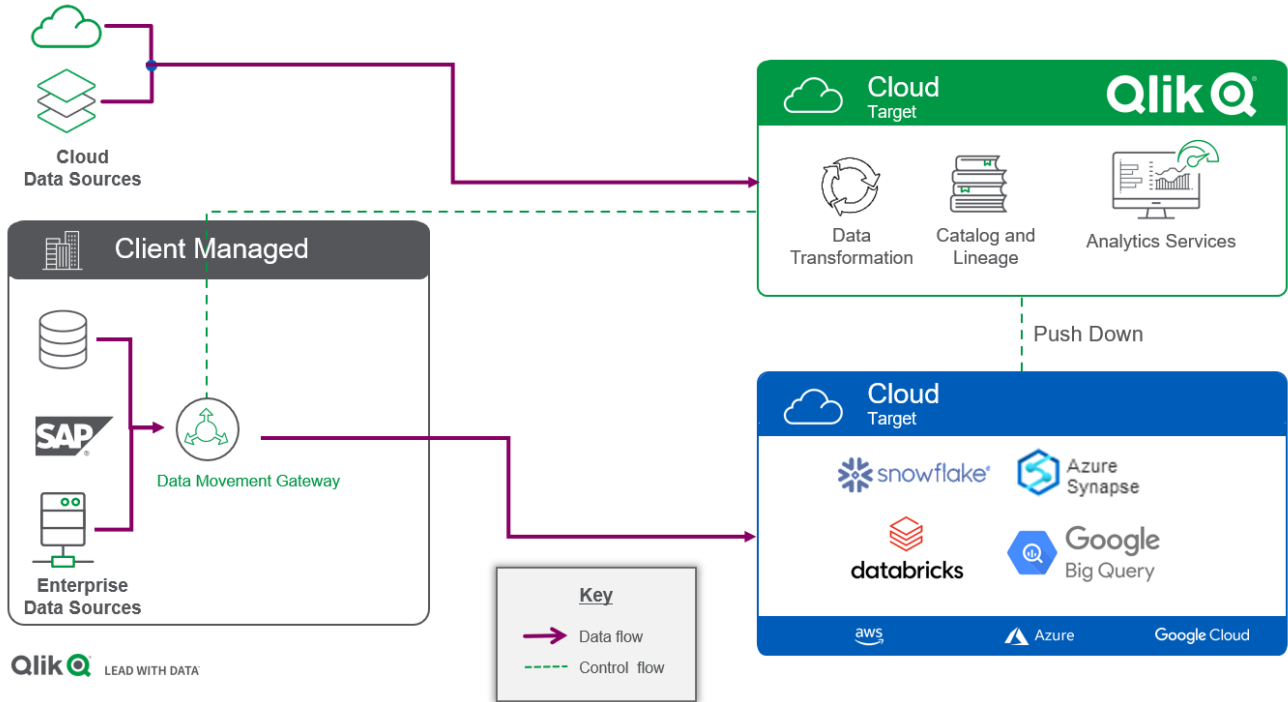 Cloud
Data Sources
Client Managed
SAP
®
Data Movement Gateway
Enterprise
Data Sources
Qlik LEAD WITH DATA
Key
Data flow
Control flow
Cloud
Target
Qlik
Data
Transformation
Catalog and
Lineage
Analytics Services
Push Down
Cloud
Target
snowflake®
Azure
Synapse
databricks
Google
Big Query
aws
Azure
Google Cloud